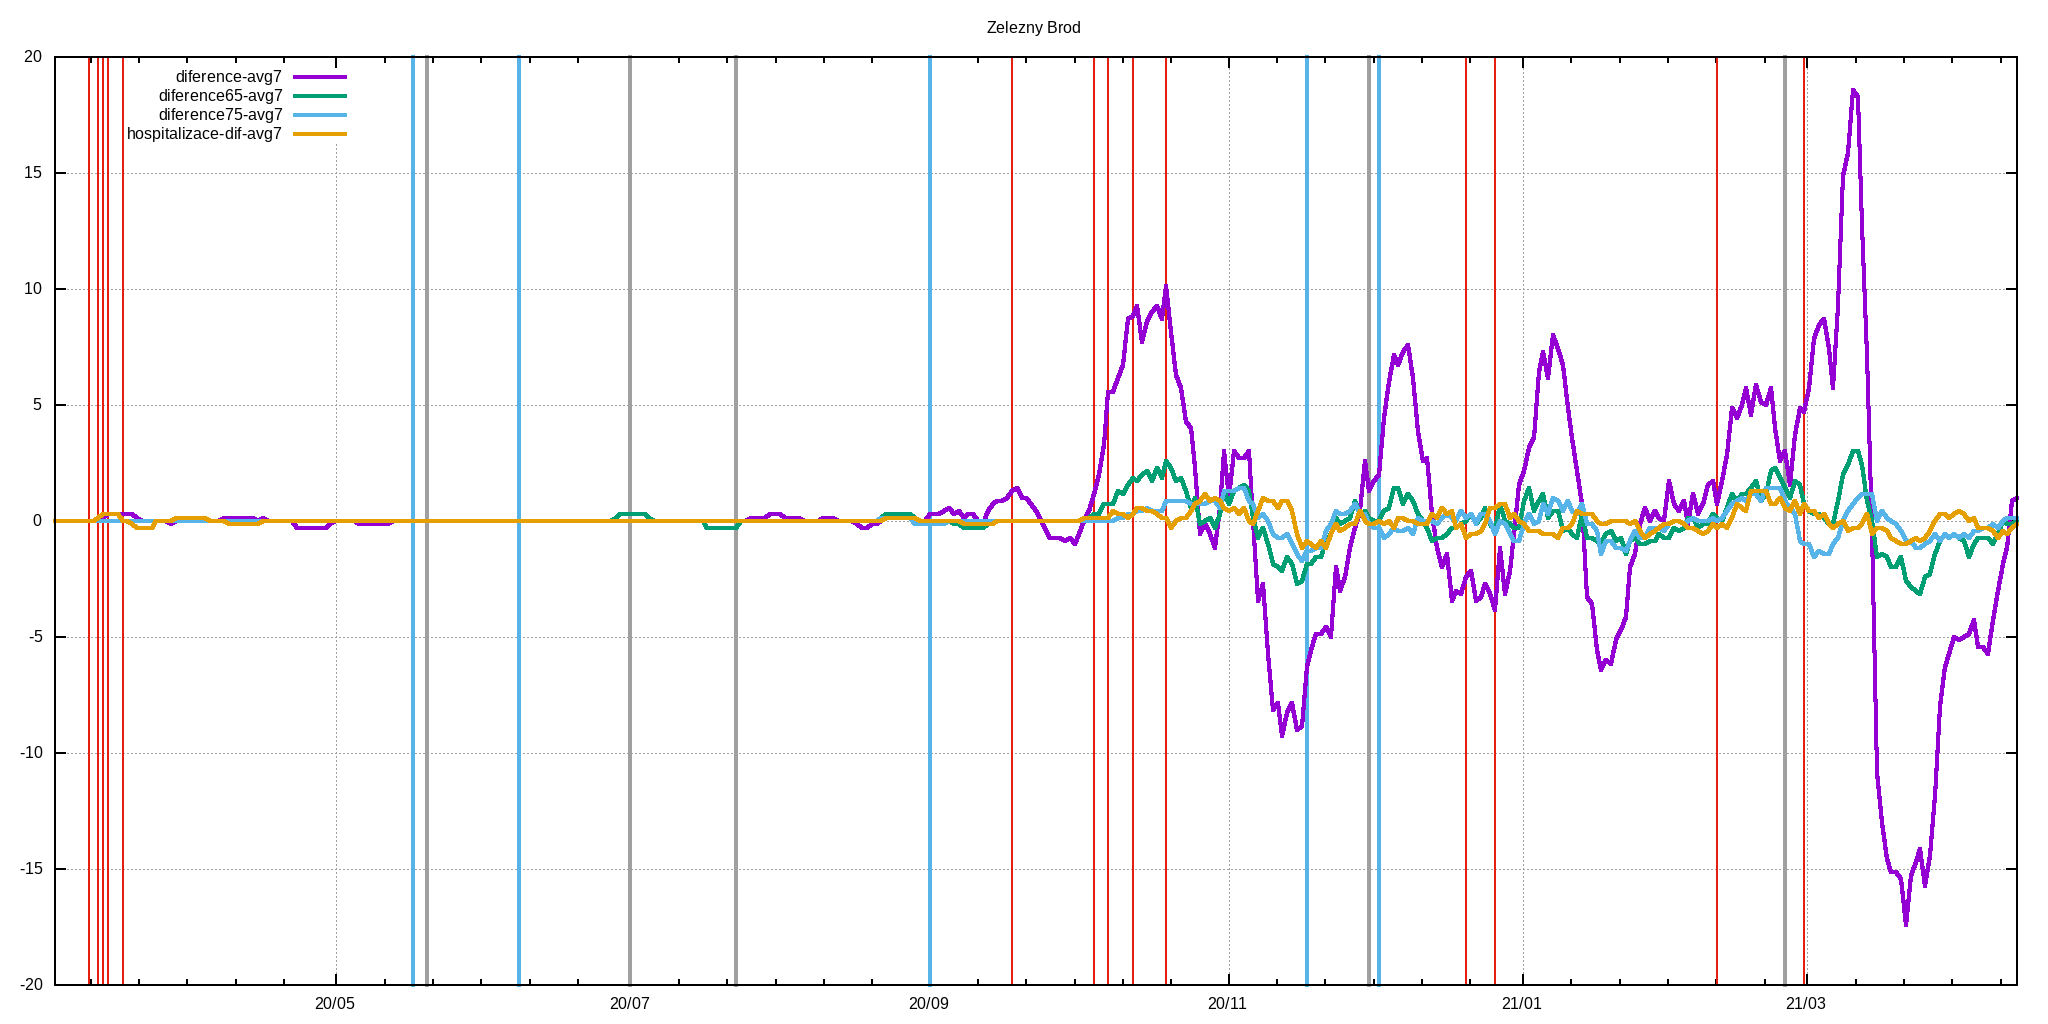 Zelezny Brod
diference-avg7
diference65-avg7
diference75-avg7
hospitalizace-dif-avg7
20
15
10
5
0
-5
-10
-15
-20
20/05 20/07 20/09 20/11 21/01 21/03